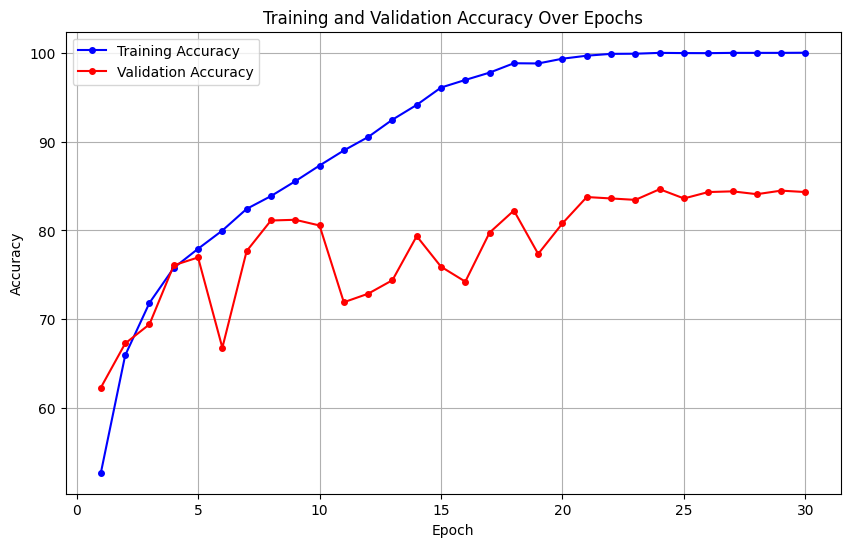 Training and Validation Accuracy Over Epochs
Training Accuracy
Validation Accuracy
Accuracy
100
90
80
70
60
0 5 10 15 20 25 30
Epoch